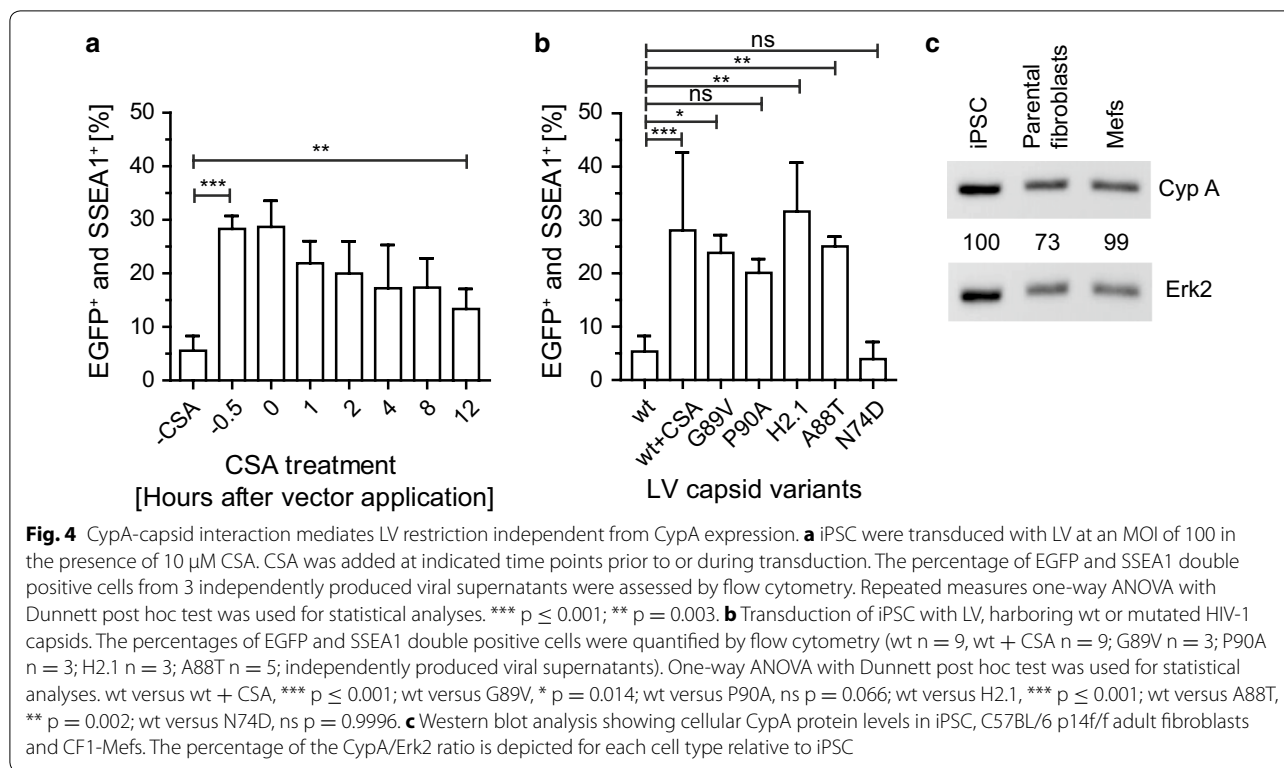 a
EGFP+ and SSEA1+ [%]
50
40
30
20
10
0
**
***
-CSA
-0.5
0
1
2
4
8
12
CSA treatment
[Hours after vector application]
b
EGFP+ and SSEA1+ [%]
50
40
30
20
10
0
ns
**
**
ns
*
***
wt
wt+CSA
G89V
P90A
H2.1
A88T
N74D
LV capsid variants
c
iPSC
Parental
fibroblasts
Mefs
Cyp A
100 73 99
Erk2
Fig. 4 CypA-capsid interaction mediates LV restriction independent from CypA expression. a iPSC were transduced with LV at an MOI of 100 in
the presence of 10 µM CSA. CSA was added at indicated time points prior to or during transduction. The percentage of EGFP and SSEA1 double
positive cells from 3 independently produced viral supernatants were assessed by flow cytometry. Repeated measures one-way ANOVA with
Dunnett post hoc test was used for statistical analyses. *** p ≤ 0.001; ** p = 0.003. b Transduction of iPSC with LV, harboring wt or mutated HIV-1
capsids. The percentages of EGFP and SSEA1 double positive cells were quantified by flow cytometry (wt n = 9, wt + CSA n = 9; G89V n = 3; P90A
n = 3; H2.1 n = 3; A88T n = 5; independently produced viral supernatants). One-way ANOVA with Dunnett post hoc test was used for statistical
analyses. wt versus wt + CSA, *** p ≤ 0.001; wt versus G89V, * p = 0.014; wt versus P90A, ns p = 0.066; wt versus H2.1, *** p ≤ 0.001; wt versus A88T,
** p = 0.002; wt versus N74D, ns p = 0.9996. c Western blot analysis showing cellular CypA protein levels in iPSC, C57BL/6 p14f/f adult fibroblasts
and CF1-Mefs. The percentage of the CypA/Erk2 ratio is depicted for each cell type relative to iPSC